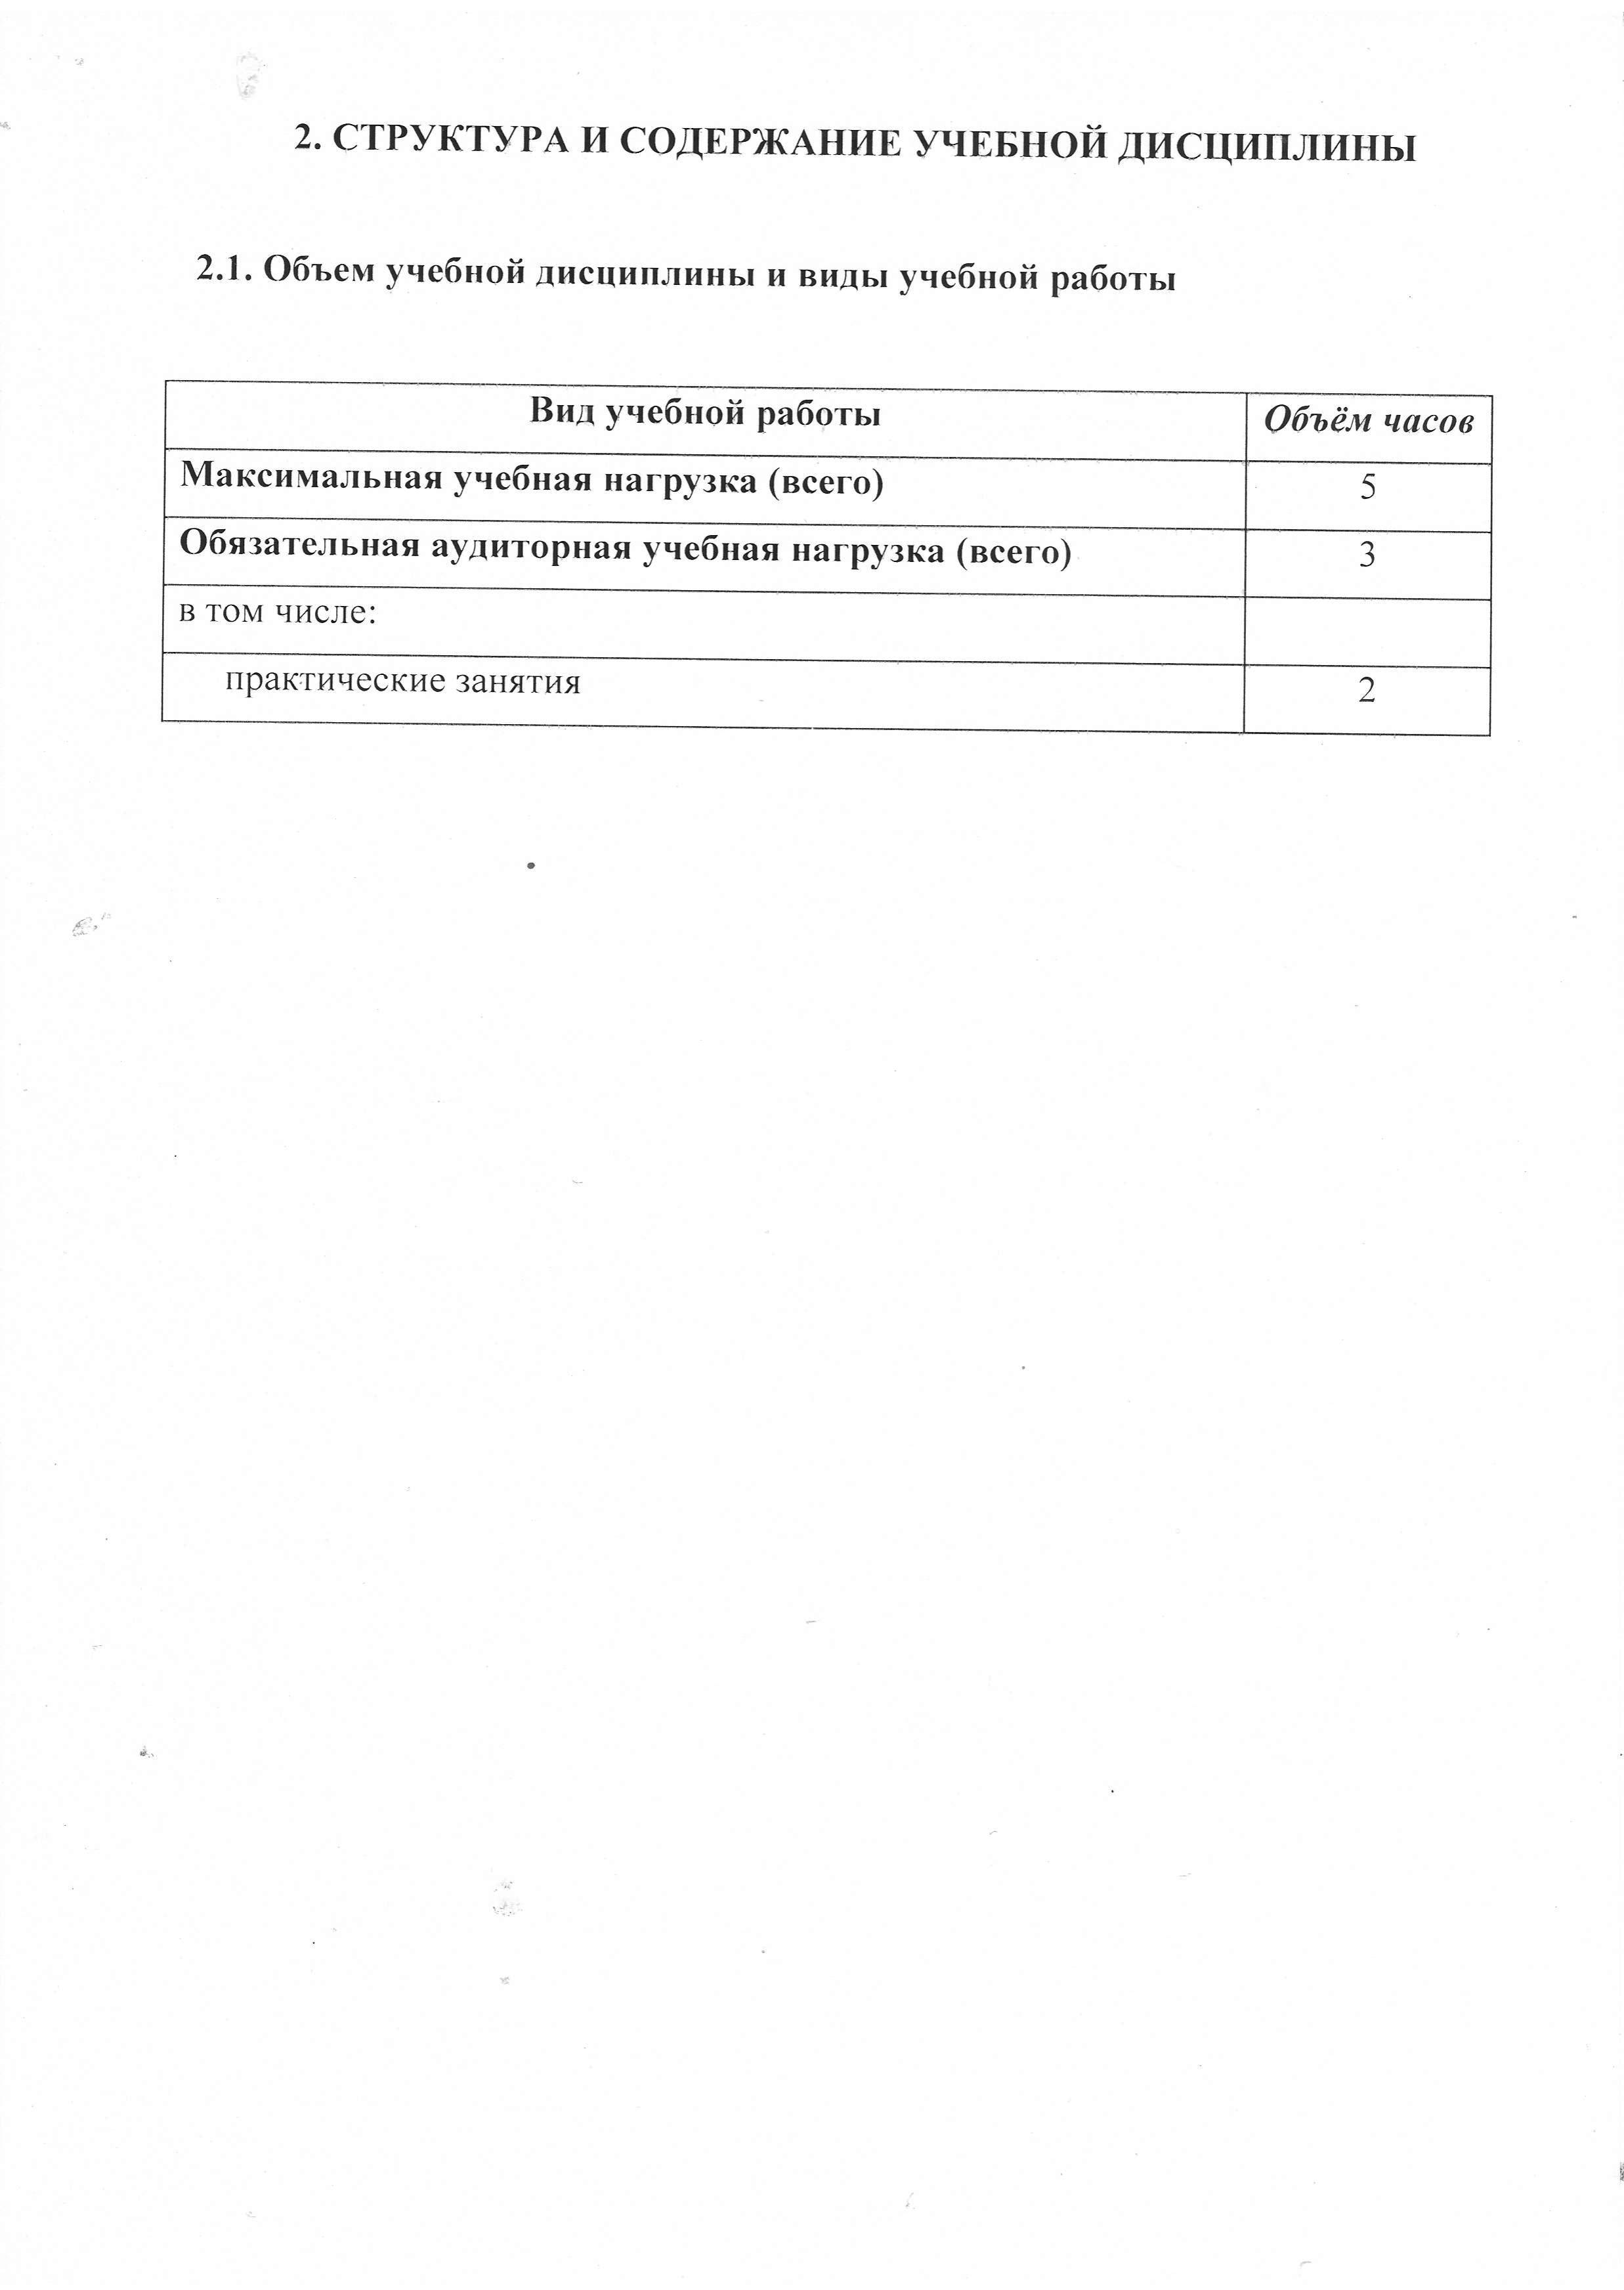 2. СТРУКТУРА И СОДЕРЖАНИЕ УЧЕБНОЙ ДИСЦИПЛИНЫ
2.1. Объем учебной дисциплины и виды учебной работы
Вид учебной работы Объём часов
Максимальная учебная нагрузка (всего) 5
Обязательная аудиторная учебная нагрузка (всего) 3
в том числе:
практические занятия 2